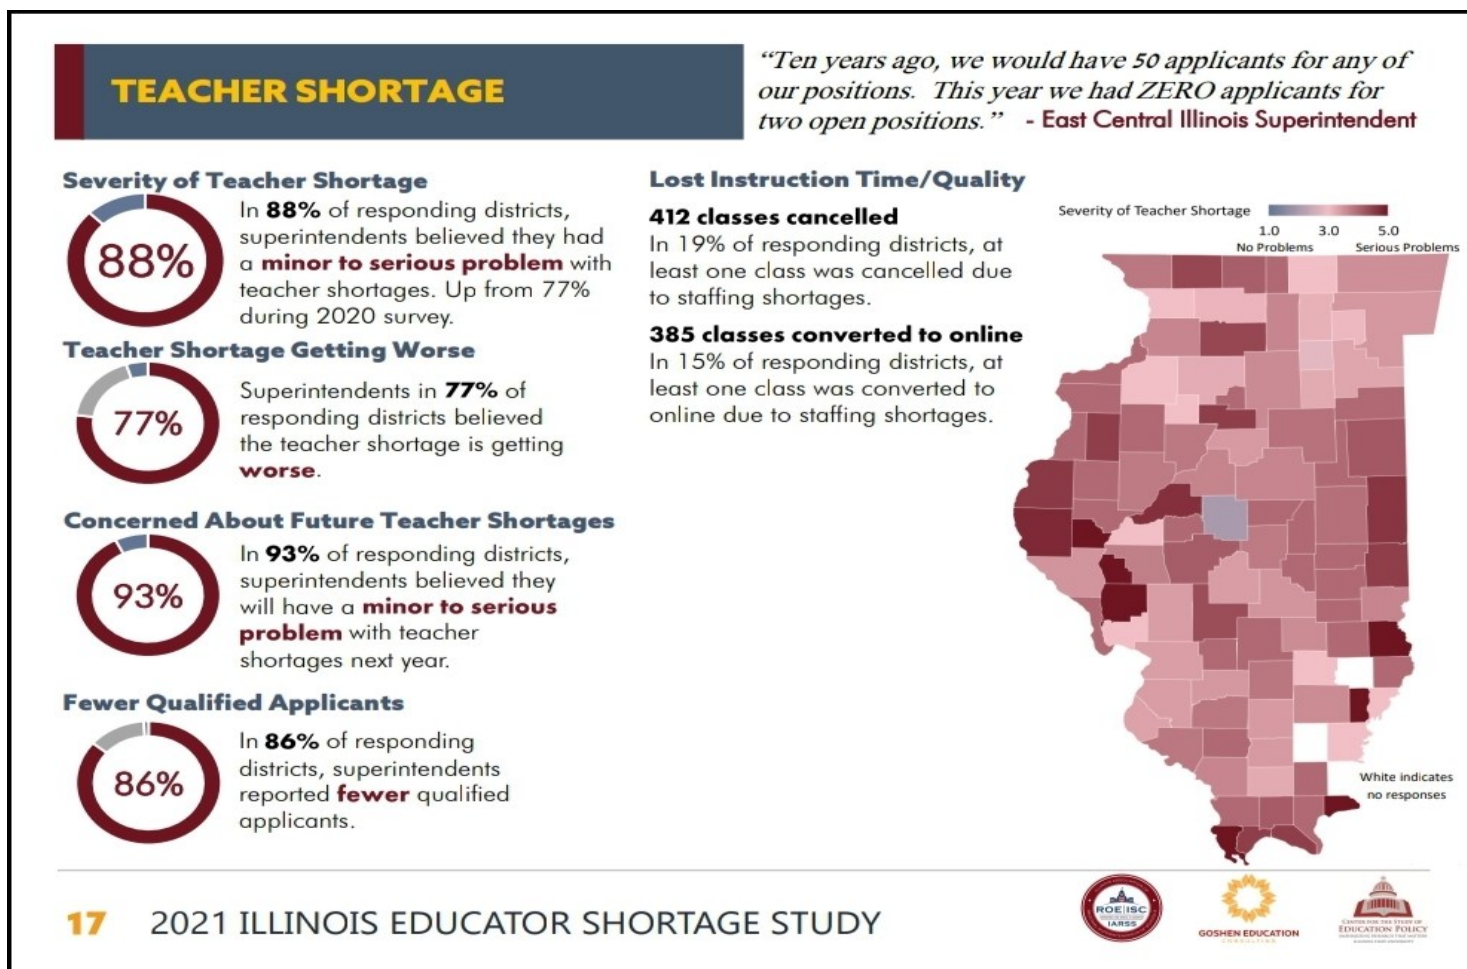 TEACHER SHORTAGE
“Ten years ago, we would have 50 applicants for any of
our positions. This year we had ZERO applicants for
two open positions.” - East Central Illinois Superintendent
Severity of Teacher Shortage
88%
In 88% of responding districts,
superintendents believed they had
a minor to serious problem with
teacher shortages. Up from 77%
during 2020 survey.
Teacher Shortage Getting Worse
77%
Superintendents in 77% of
responding districts believed
the teacher shortage is getting
worse.
Concerned About Future Teacher Shortages
93%
In 93% of responding districts,
superintendents believed they
will have a minor to serious
problem with teacher
shortages next year.
Fewer Qualified Applicants
86%
In 86% of responding
districts, superintendents
reported fewer qualified
applicants.
Lost Instruction Time/Quality
412 classes cancelled
In 19% of responding districts, at
least one class was cancelled due
to staffing shortages.
385 classes converted to online
In 15% of responding districts, at
least one class was converted to
online due to staffing shortages.
Severity of Teacher Shortage
1.0 3.0 5.0
No Problems Serious Problems
White indicates
no responses
17 2021 ILLINOIS EDUCATOR SHORTAGE STUDY
ROE|ISC
IARSS
GOSHEN EDUCATION
CONSULTING
CENTER FOR THE STUDY OF
EDUCATION POLICY